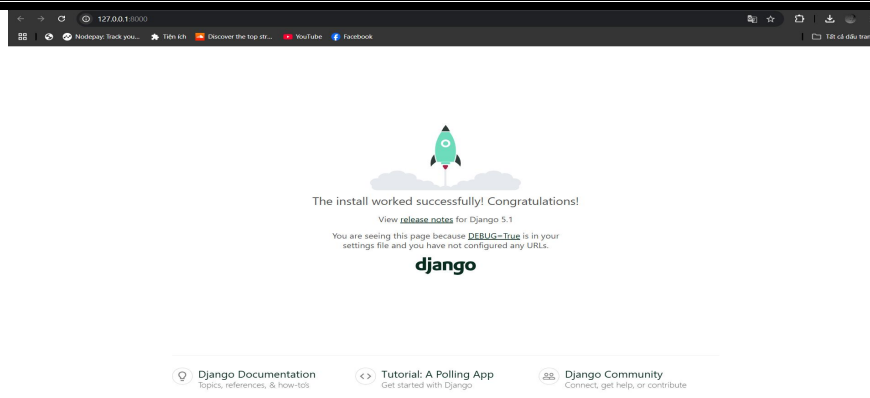 127.0.0.1:8000
Nodepay: Track you... Tiện ích Discover the top str... YouTube Facebook Tất cả dấu tran
The install worked successfully! Congratulations!
View release notes for Django 5.1
You are seeing this page because DEBUG=True is in your
settings file and you have not configured any URLs.
django
Django Documentation
Topics, references, & how-to's
Tutorial: A Polling App
Get started with Django
Django Community
Connect, get help, or contribute